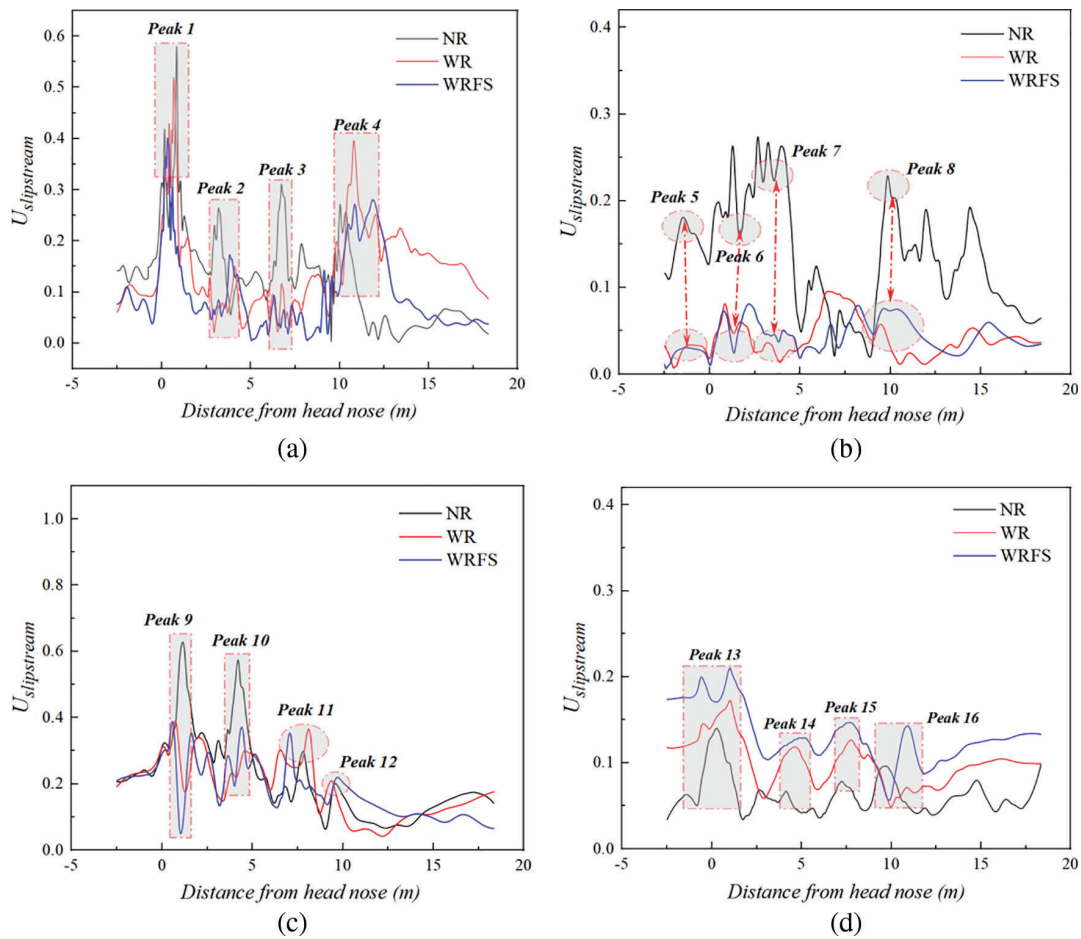 Peak 1
Peak 2
Peak 3
Peak 4
NR
WR
WRFS
0.6
0.5
0.4
0.3
0.2
0.1
0.0
U_slipstream
-5
0
5
10
15
20
Distance from head nose (m)
(a)
Peak 5
Peak 6
Peak 7
Peak 8
NR
WR
WRFS
0.4
0.3
0.2
0.1
0.0
U_slipstream
-5
0
5
10
15
20
Distance from head nose (m)
(b)
Peak 9
Peak 10
Peak 11
Peak 12
NR
WR
WRFS
1.0
0.8
0.6
0.4
0.2
0.0
U_slipstream
-5
0
5
10
15
20
Distance from head nose (m)
(c)
Peak 13
Peak 14
Peak 15
Peak 16
NR
WR
WRFS
0.4
0.3
0.2
0.1
0.0
U_slipstream
-5
0
5
10
15
20
Distance from head nose (m)
(d)